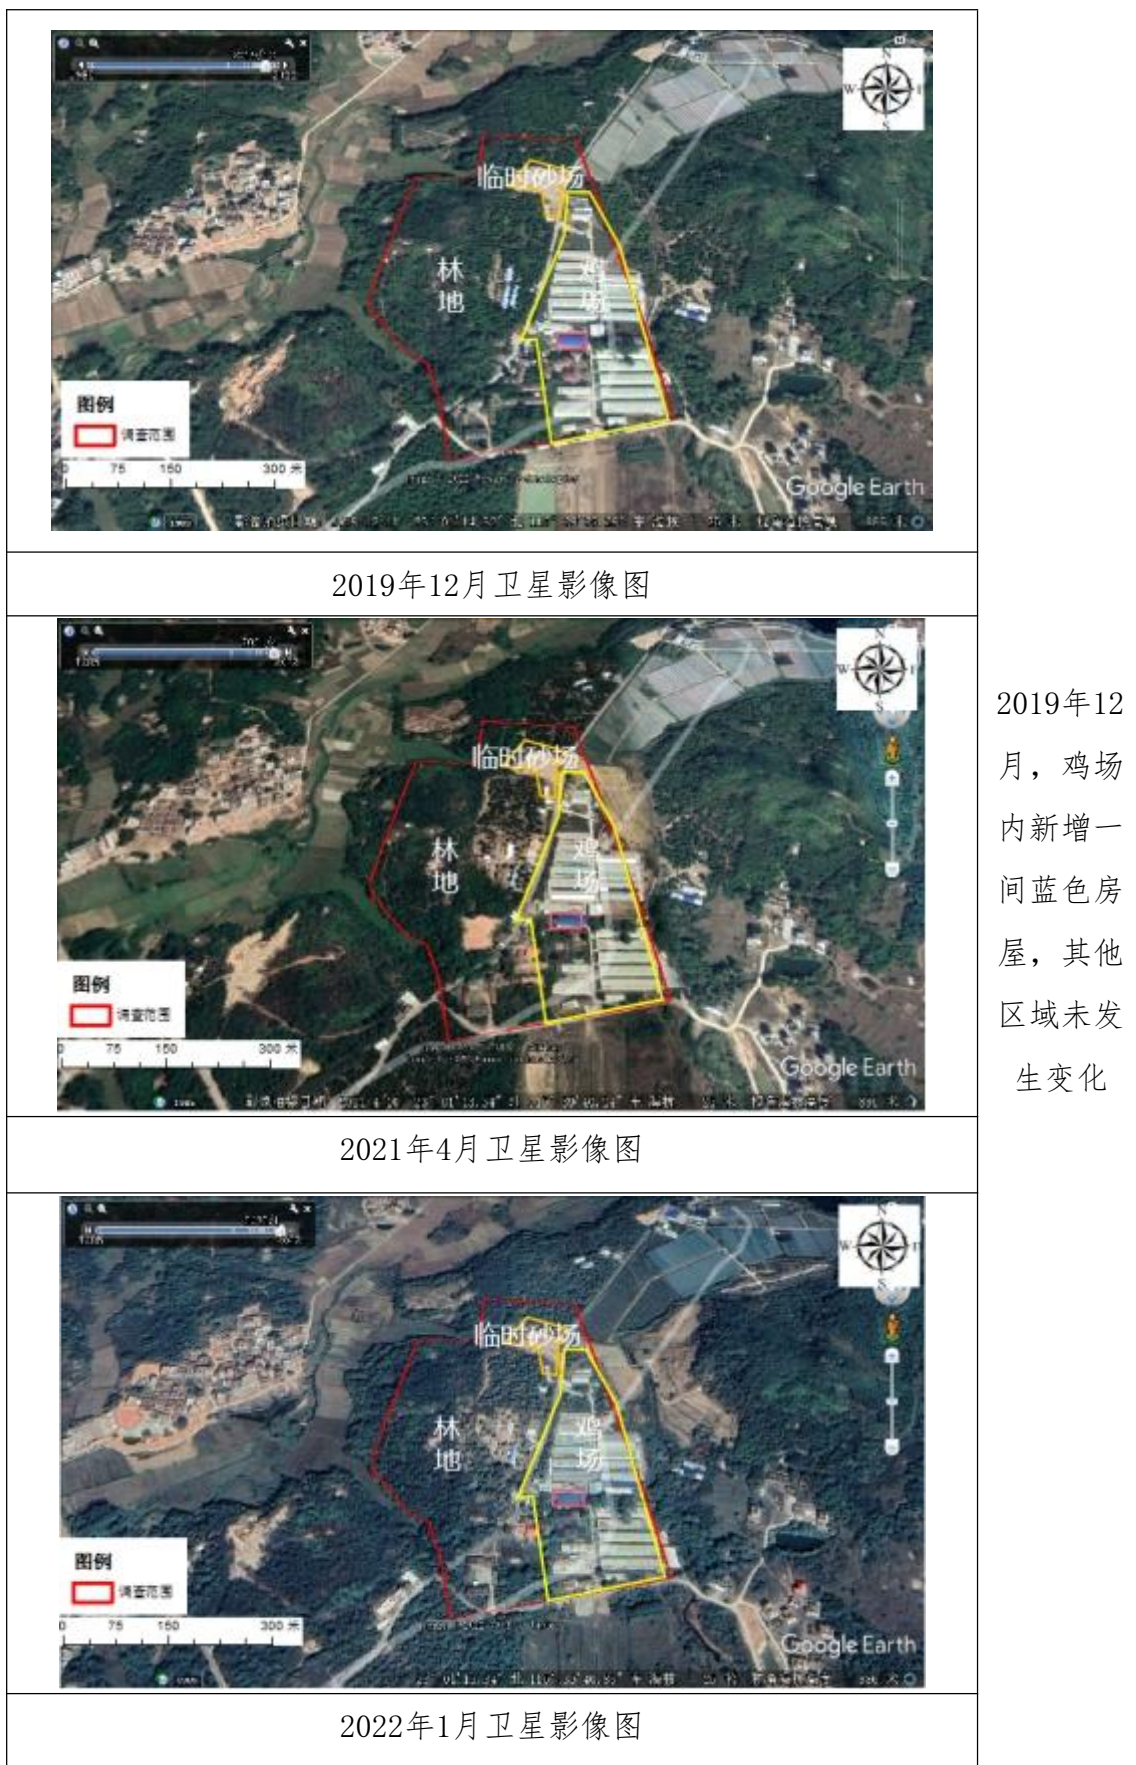 N
W
E
S
临时砂场
林
地
鸡
场
图例
调查范围
0 75 150 300 米
Google Earth
2019年12月卫星影像图
N
W
E
S
临时砂场
林
地
鸡
场
图例
调查范围
0 75 150 300 米
Google Earth
2021年4月卫星影像图
N
W
S
临时砂场
林
地
鸡
场
图例
调查范围
0 75 150 300 米
Google Earth
2022年1月卫星影像图
2019年12
月，鸡场
内新增一
间蓝色房
屋，其他
区域未发
生变化